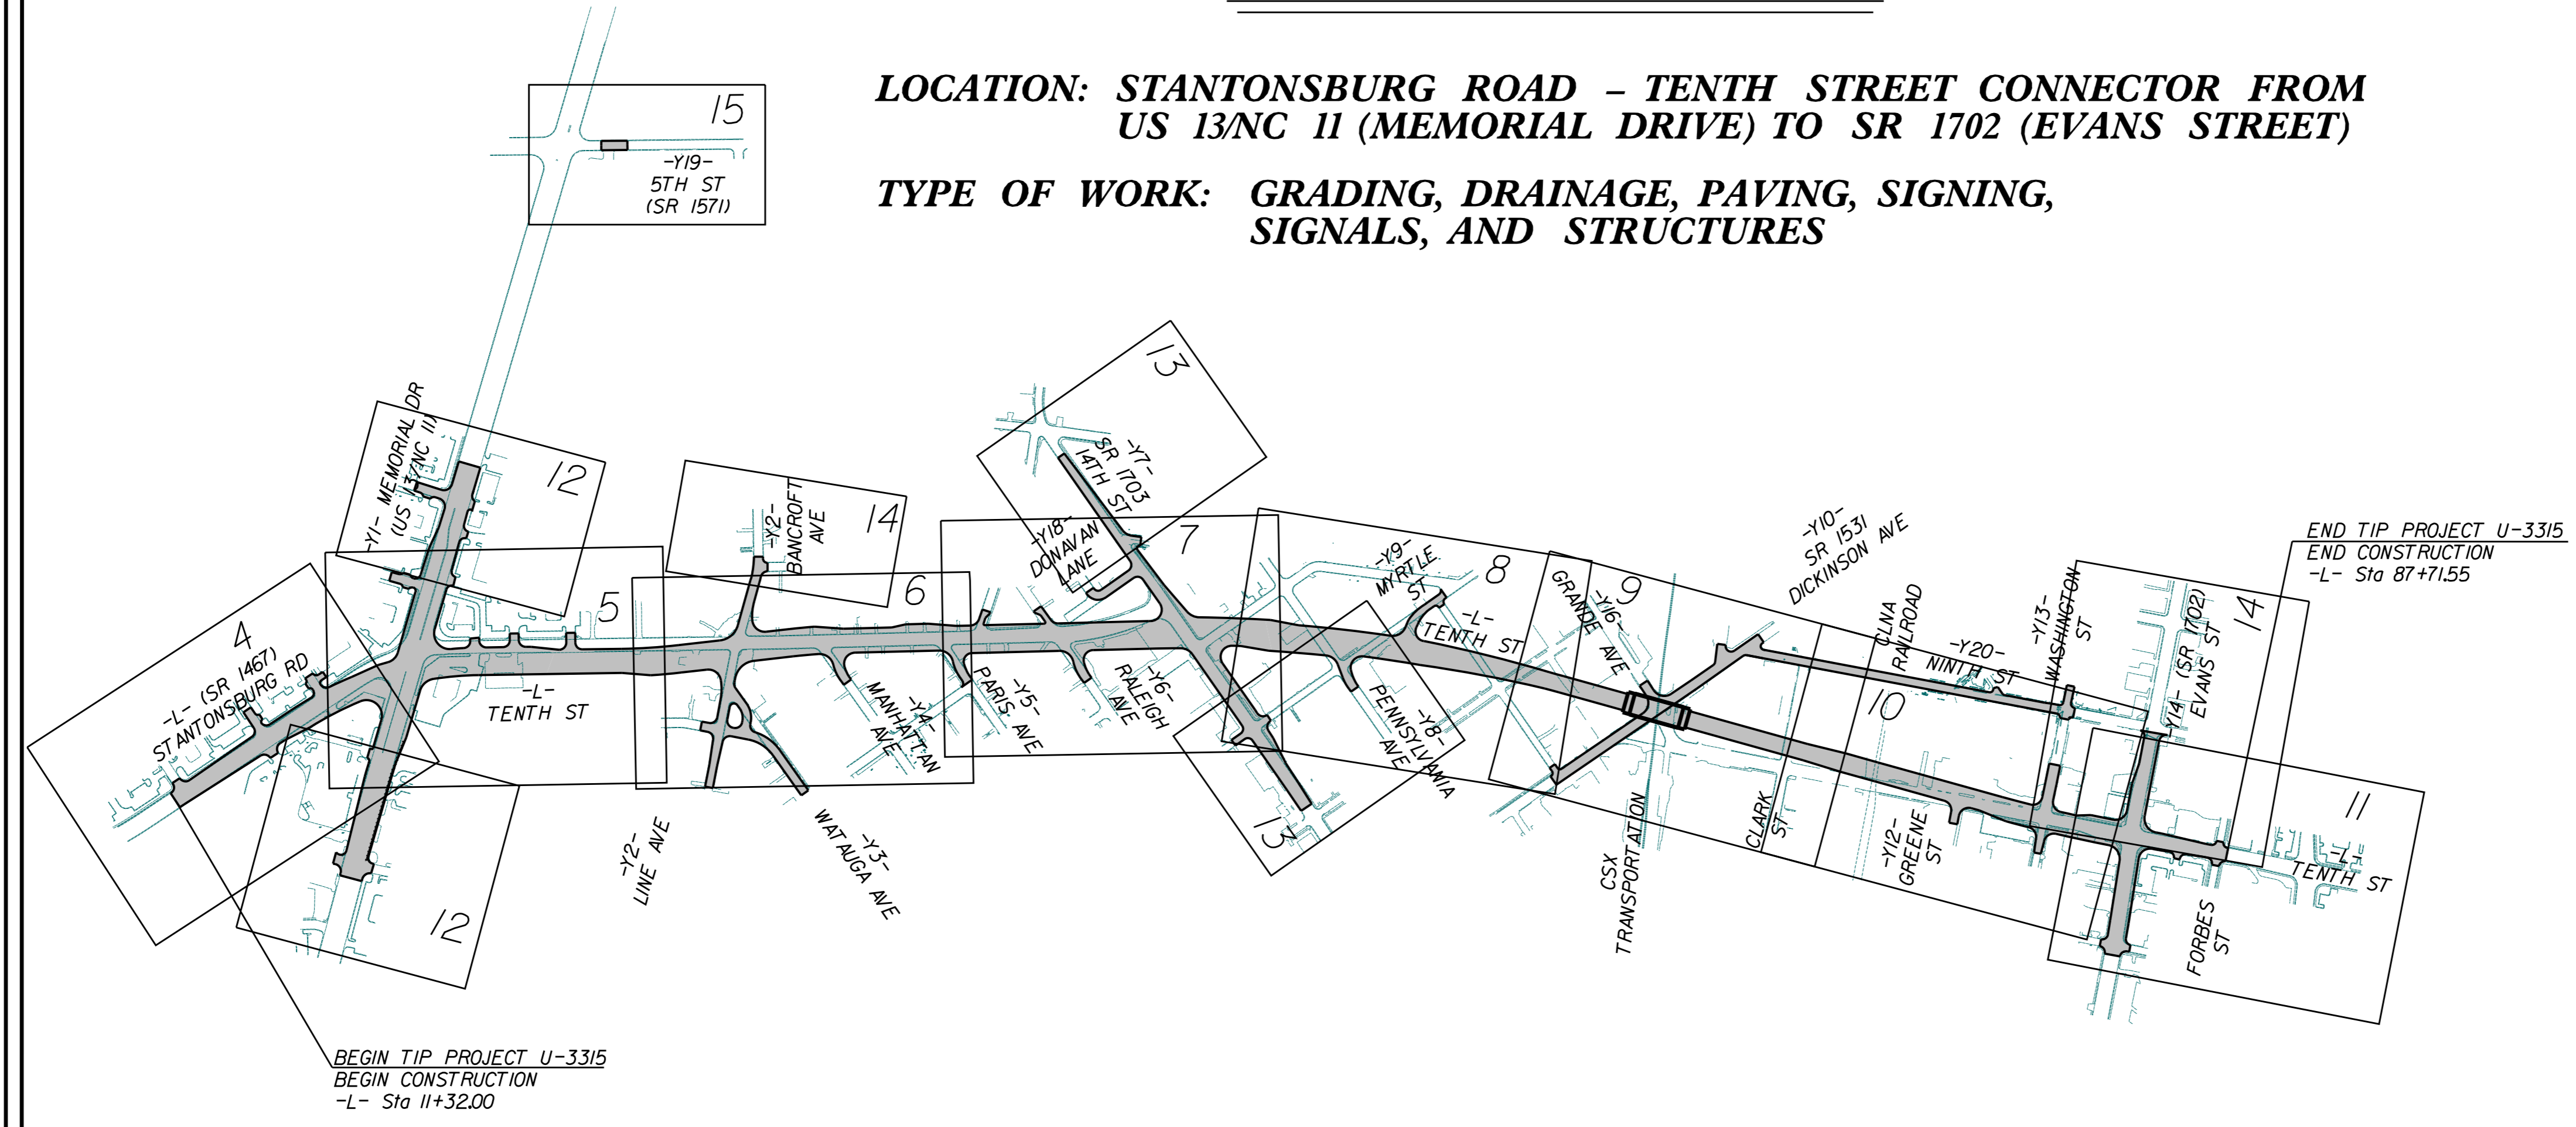 LOCATION: STANTONSBURG ROAD – TENTH STREET CONNECTOR FROM
US 13/NC 11 (MEMORIAL DRIVE) TO SR 1702 (EVANS STREET)
TYPE OF WORK: GRADING, DRAINAGE, PAVING, SIGNING,
SIGNALS, AND STRUCTURES
15
-Y19-
5TH ST
(SR 1571)
13
-Y7-
SR 1703
14TH ST
-Y1- MEMORIAL DR
(US 13/NC 11)
12
-Y2-
BANCROFT
AVE
14
-Y18-
DONAVAN
LANE
7
-Y9-
MYRTLE
ST
8
-L-
TENTH ST
GRANDE AVE
-Y16-
9
-Y10-
SR 1531
DICKINSON AVE
CLNA
RAILROAD
-Y20-
NINTH ST
-Y13-
WASHINGTON
ST
-Y14- (SR 1702)
EVANS ST
14
END TIP PROJECT U-3315
END CONSTRUCTION
-L- Sta 87+71.55
4
-L- (SR 1467)
STANTONSBURG RD
5
-L-
TENTH ST
6
-Y4-
MANHATTAN
AVE
-Y5-
PARIS AVE
-Y6-
RALEIGH
AVE
-Y8-
PENNSYLVANIA
AVE
10
11
-L-
TENTH ST
12
-Y2-
LINE AVE
-Y3-
WATAUGA AVE
13
CSX
TRANSPORTATION
CLARK
ST
-Y12-
GREENE
ST
FORBES
ST
BEGIN TIP PROJECT U-3315
BEGIN CONSTRUCTION
-L- Sta 11+32.00